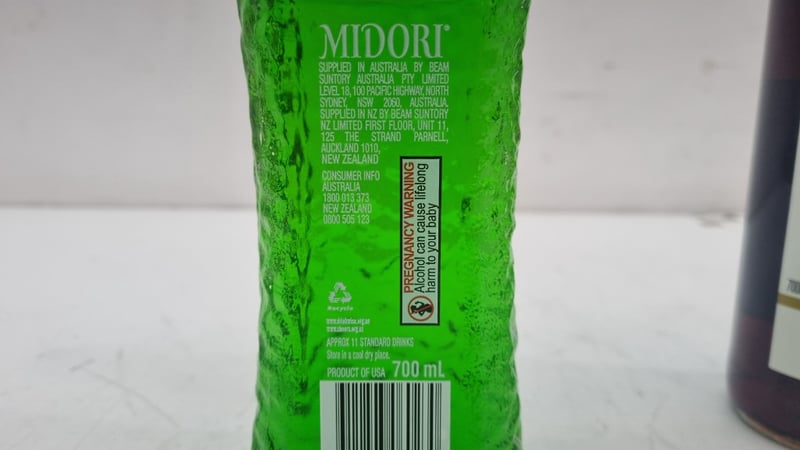 MIDORI®
SUPPLIED IN AUSTRALIA BY BEAM
SUNTORY AUSTRALIA PTY LIMITED
LEVEL 18, 100 PACIFIC HIGHWAY, NORTH
SYDNEY, NSW 2060, AUSTRALIA.
SUPPLIED IN NZ BY BEAM SUNTORY
NZ LIMITED FIRST FLOOR, UNIT 11,
125 THE STRAND PARNELL,
AUCKLAND 1010,
NEW ZEALAND
CONSUMER INFO
AUSTRALIA
1800 013 373
NEW ZEALAND
0800 505 123
PREGNANCY WARNING
Alcohol can cause lifelong
harm to your baby
Recycle
APPROX 11 STANDARD DRINKS
Store in a cool dry place.
PRODUCT OF USA 700 mL